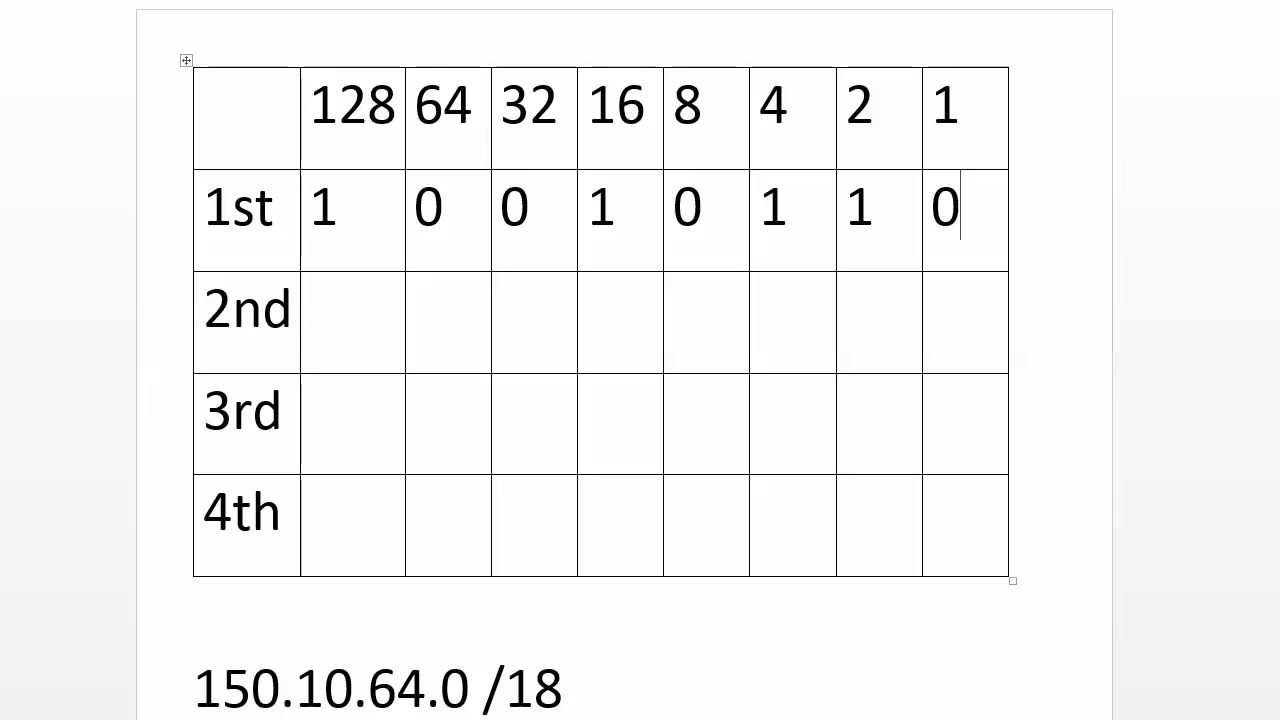 128 64 32 16 8 4 2 1
1st 1 0 0 1 0 1 1 0
2nd
3rd
4th
150.10.64.0 /18